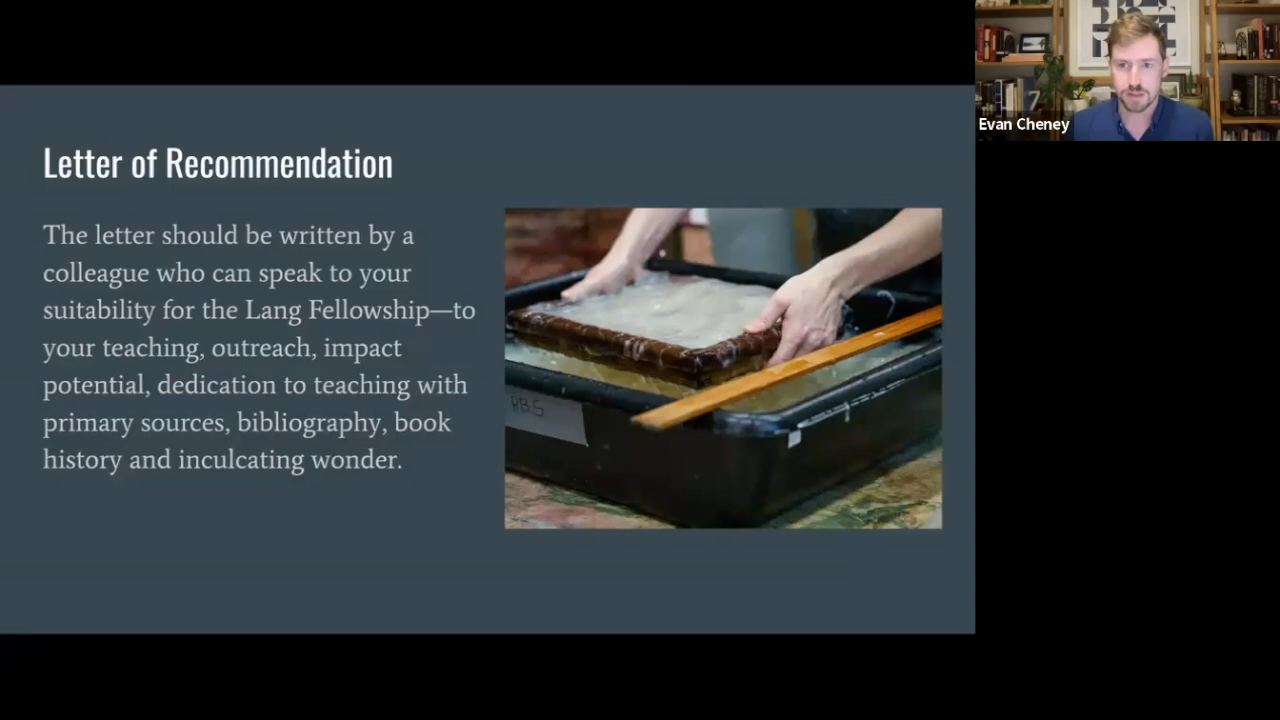 Evan Cheney
Letter of Recommendation
The letter should be written by a
colleague who can speak to your
suitability for the Lang Fellowship—to
your teaching, outreach, impact
potential, dedication to teaching with
primary sources, bibliography, book
history and inculcating wonder.
RBS